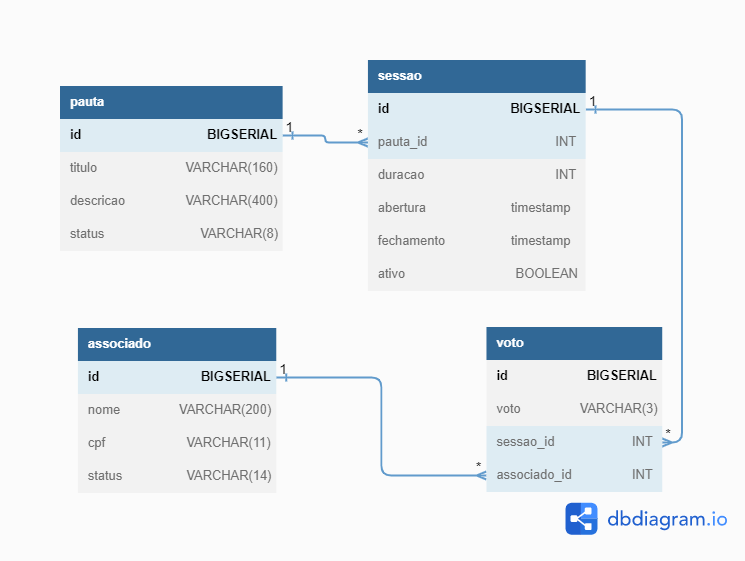 pauta
id BIGSERIAL
titulo VARCHAR(160)
descricao VARCHAR(400)
status VARCHAR(8)
1
*
sessao
id BIGSERIAL
pauta_id INT
duracao INT
abertura timestamp
fechamento timestamp
ativo BOOLEAN
1
associado
id BIGSERIAL
nome VARCHAR(200)
cpf VARCHAR(11)
status VARCHAR(14)
1
*
voto
id BIGSERIAL
voto VARCHAR(3)
sessao_id INT
associado_id INT
*
dbdiagram.io